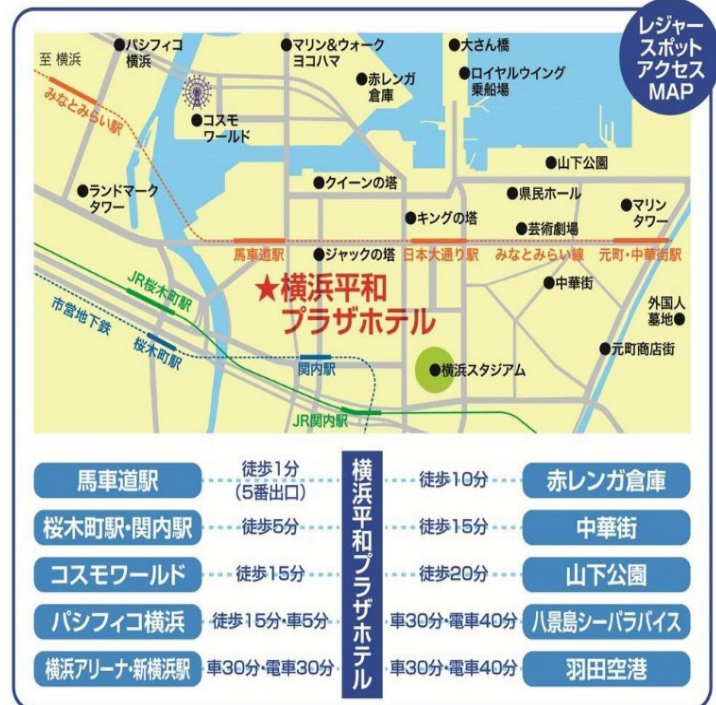 レジャー
スポット
アクセス
MAP
至 横浜
●パシフィコ
横浜
●マリン&ウォーク
ヨコハマ
●大さん橋
●赤レンガ
倉庫
●ロイヤルウイング
乗船場
みなとみらい駅
●コスモ
ワールド
●山下公園
●ランドマーク
タワー
●クイーンの塔
●県民ホール
●マリン
タワー
●キングの塔
●芸術劇場
馬車道駅
●ジャックの塔
日本大通り駅
みなとみらい線
元町・中華街駅
★横浜平和
プラザホテル
●中華街
JR桜木町駅
市営地下鉄
桜木町駅
外国人
墓地●
関内駅
●横浜スタジアム
●元町商店街
JR関内駅
横浜平和プラザホテル
馬車道駅 徒歩1分
(5番出口)
徒歩10分 赤レンガ倉庫
桜木町駅・関内駅 徒歩5分
徒歩15分 中華街
コスモワールド 徒歩15分
徒歩20分 山下公園
パシフィコ横浜 徒歩15分・車5分
車30分・電車40分 八景島シーパラバイス
横浜アリーナ・新横浜駅 車30分・電車30分
車30分・電車40分 羽田空港